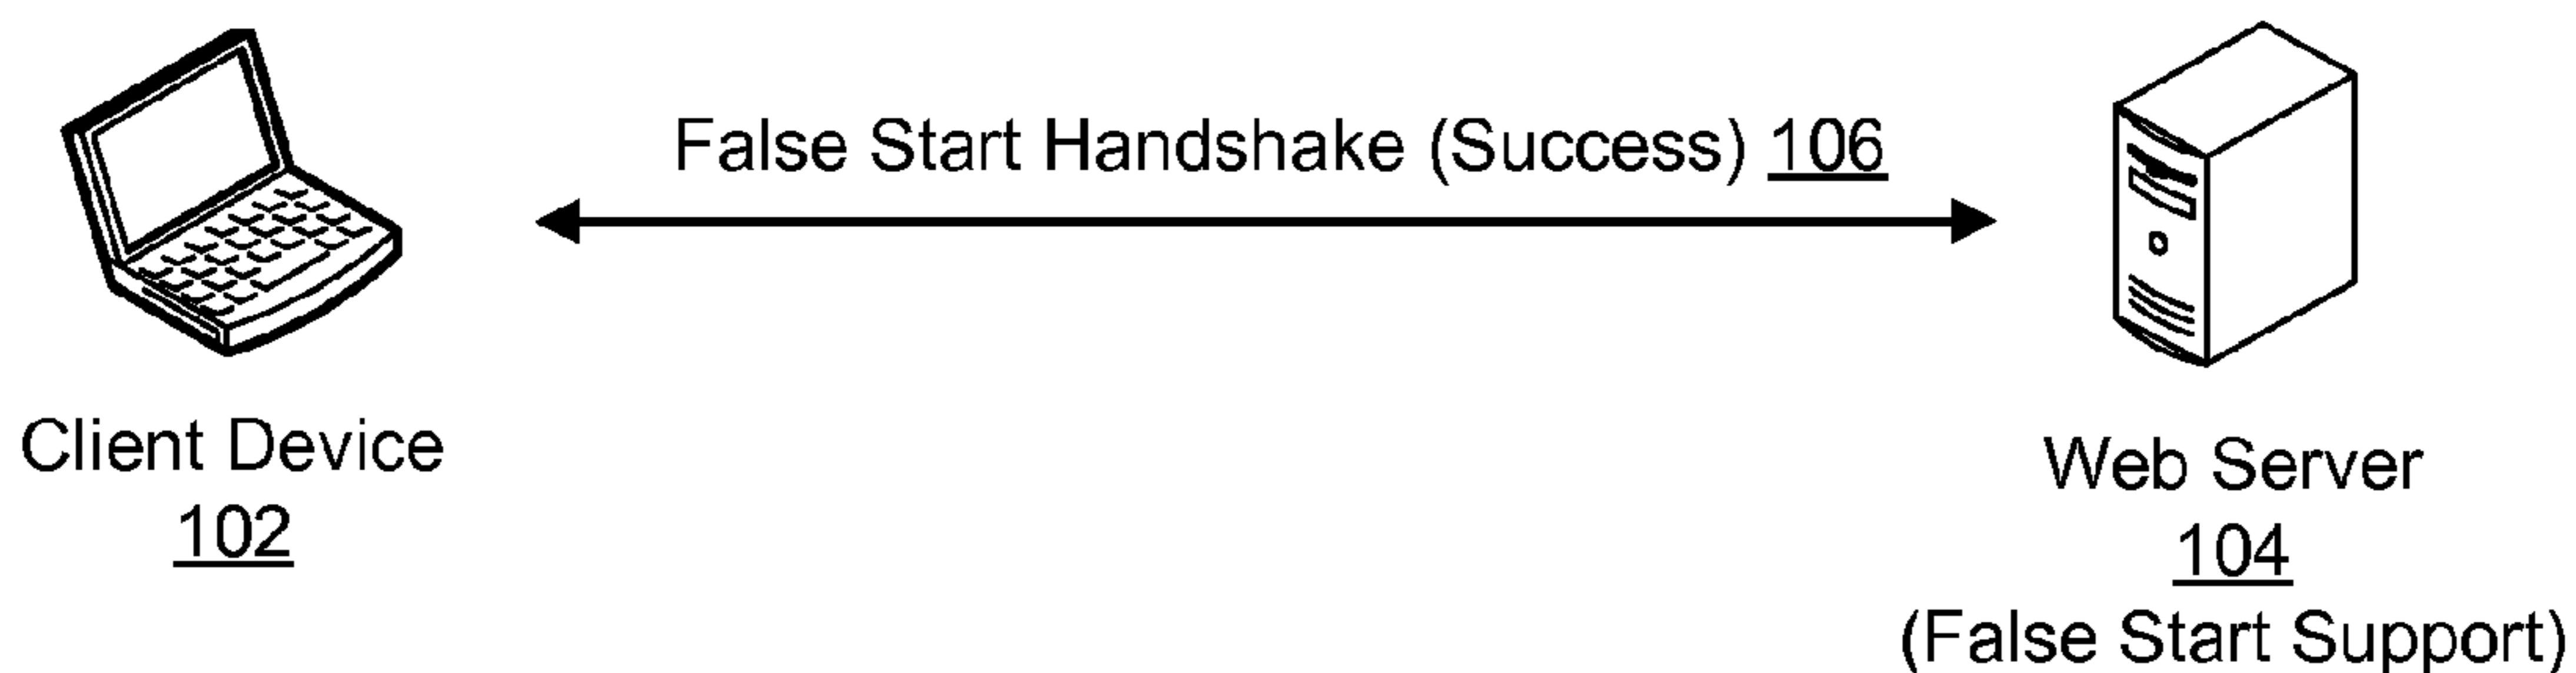 False Start Handshake (Success) 106
Client Device
102
Web Server
104
(False Start Support)